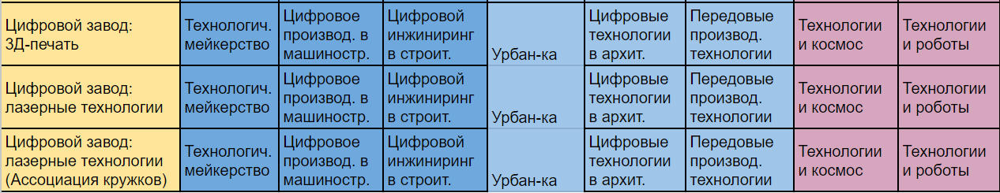 Цифровой завод:
3Д-печать
Технологич.
мейкерство
Цифровое
производ. в
машиностр.
Цифровой
инжиниринг
в строит.
Урбан-ка
Цифровые
технологии
в архит.
Передовые
производ.
технологии
Технологии
и космос
Технологии
и роботы
Цифровой завод:
лазерные технологии
Технологич.
мейкерство
Цифровое
производ. в
машиностр.
Цифровой
инжиниринг
в строит.
Урбан-ка
Цифровые
технологии
в архит.
Передовые
производ.
технологии
Технологии
и космос
Технологии
и роботы
Цифровой завод:
лазерные технологии
(Ассоциация кружков)
Технологич.
мейкерство
Цифровое
производ. в
машиностр.
Цифровой
инжиниринг
в строит.
Урбан-ка
Цифровые
технологии
в архит.
Передовые
производ.
технологии
Технологии
и космос
Технологии
и роботы